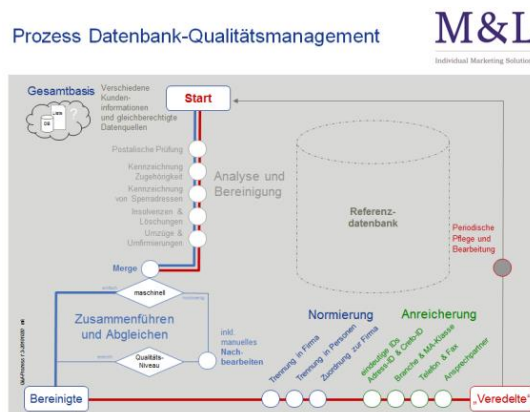 Prozess Datenbank-Qualitätsmanagement
M&L
Individual Marketing Solution
Gesamtbasis
Verschiedene
Kunden-
informationen
und gleichberechtigte
Datenquellen
Start
Postalische Prüfung
Kennzeichnung
Zugehörigkeit
Kennzeichnung
von Sperradressen
Insolvenzen &
Löschungen
Umzüge &
Umfirmierungen
Analyse und
Bereinigung
Referenz-
datenbank
Periodische
Pflege und
Bearbeitung
Merge
maschinell
Zusammenführen
und Abgleichen
Qualitäts-
Niveau
inkl.
manuelles
Nach-
bearbeiten
Normierung
Trennung in Firma
Trennung in Personen
Zuordnung zur Firma
Anreicherung
eindeutige IDs
Adress-ID & Crefo-ID
Branche & MA-Klasse
Telefon & Fax
Ansprechpartner
Bereinigte
„Veredelte“